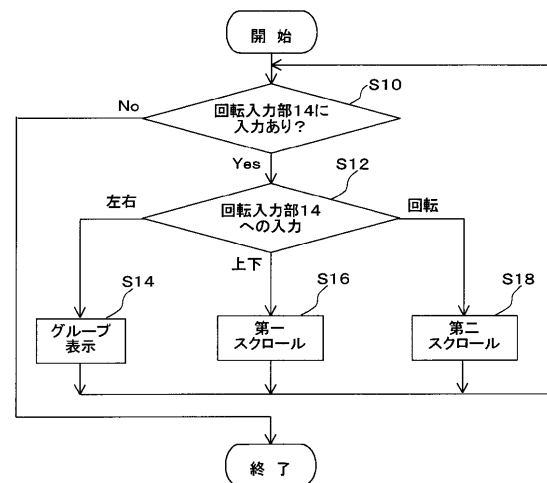 開 始
S10
No
回転入力部14に
入力あり?
Yes
S12
左右
回転入力部14
への入力
回転
上下
S14
S16
S18
グループ
表示
第一
スクロール
第二
スクロール
終 了